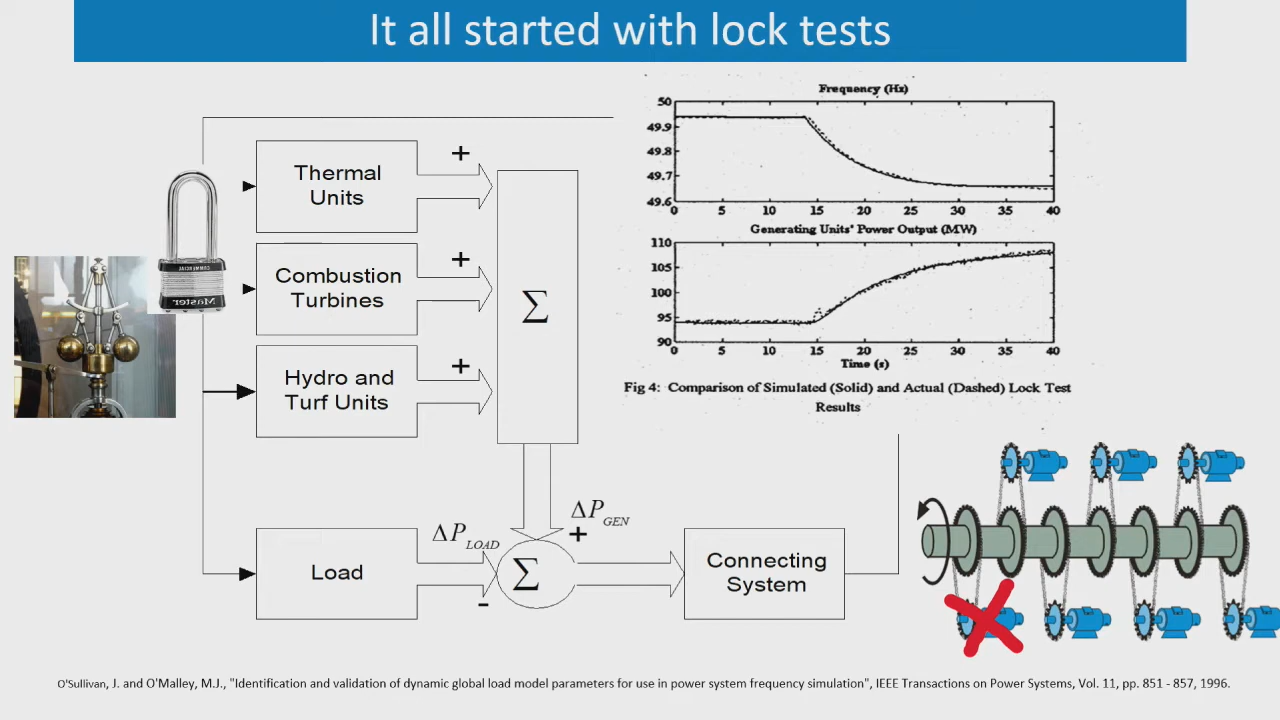 It all started with lock tests
Thermal
Units
+
Combustion
Turbines
+
Hydro and
Turf Units
+
Σ
COMMERCIAL
Master
Frequency (Hz)
50
49.9
49.8
49.7
49.6
0 5 10 15 20 25 30 35 40
Generating Units' Power Output (MW)
110
105
100
95
90
0 5 10 15 20 25 30 35 40
Time (s)
Fig 4: Comparison of Simulated (Solid) and Actual (Dashed) Lock Test
Results
ΔP_GEN
+
ΔP_LOAD
-
Load
Σ
Connecting
System
O'Sullivan, J. and O'Malley, M.J., "Identification and validation of dynamic global load model parameters for use in power system frequency simulation", IEEE Transactions on Power Systems, Vol. 11, pp. 851 - 857, 1996.